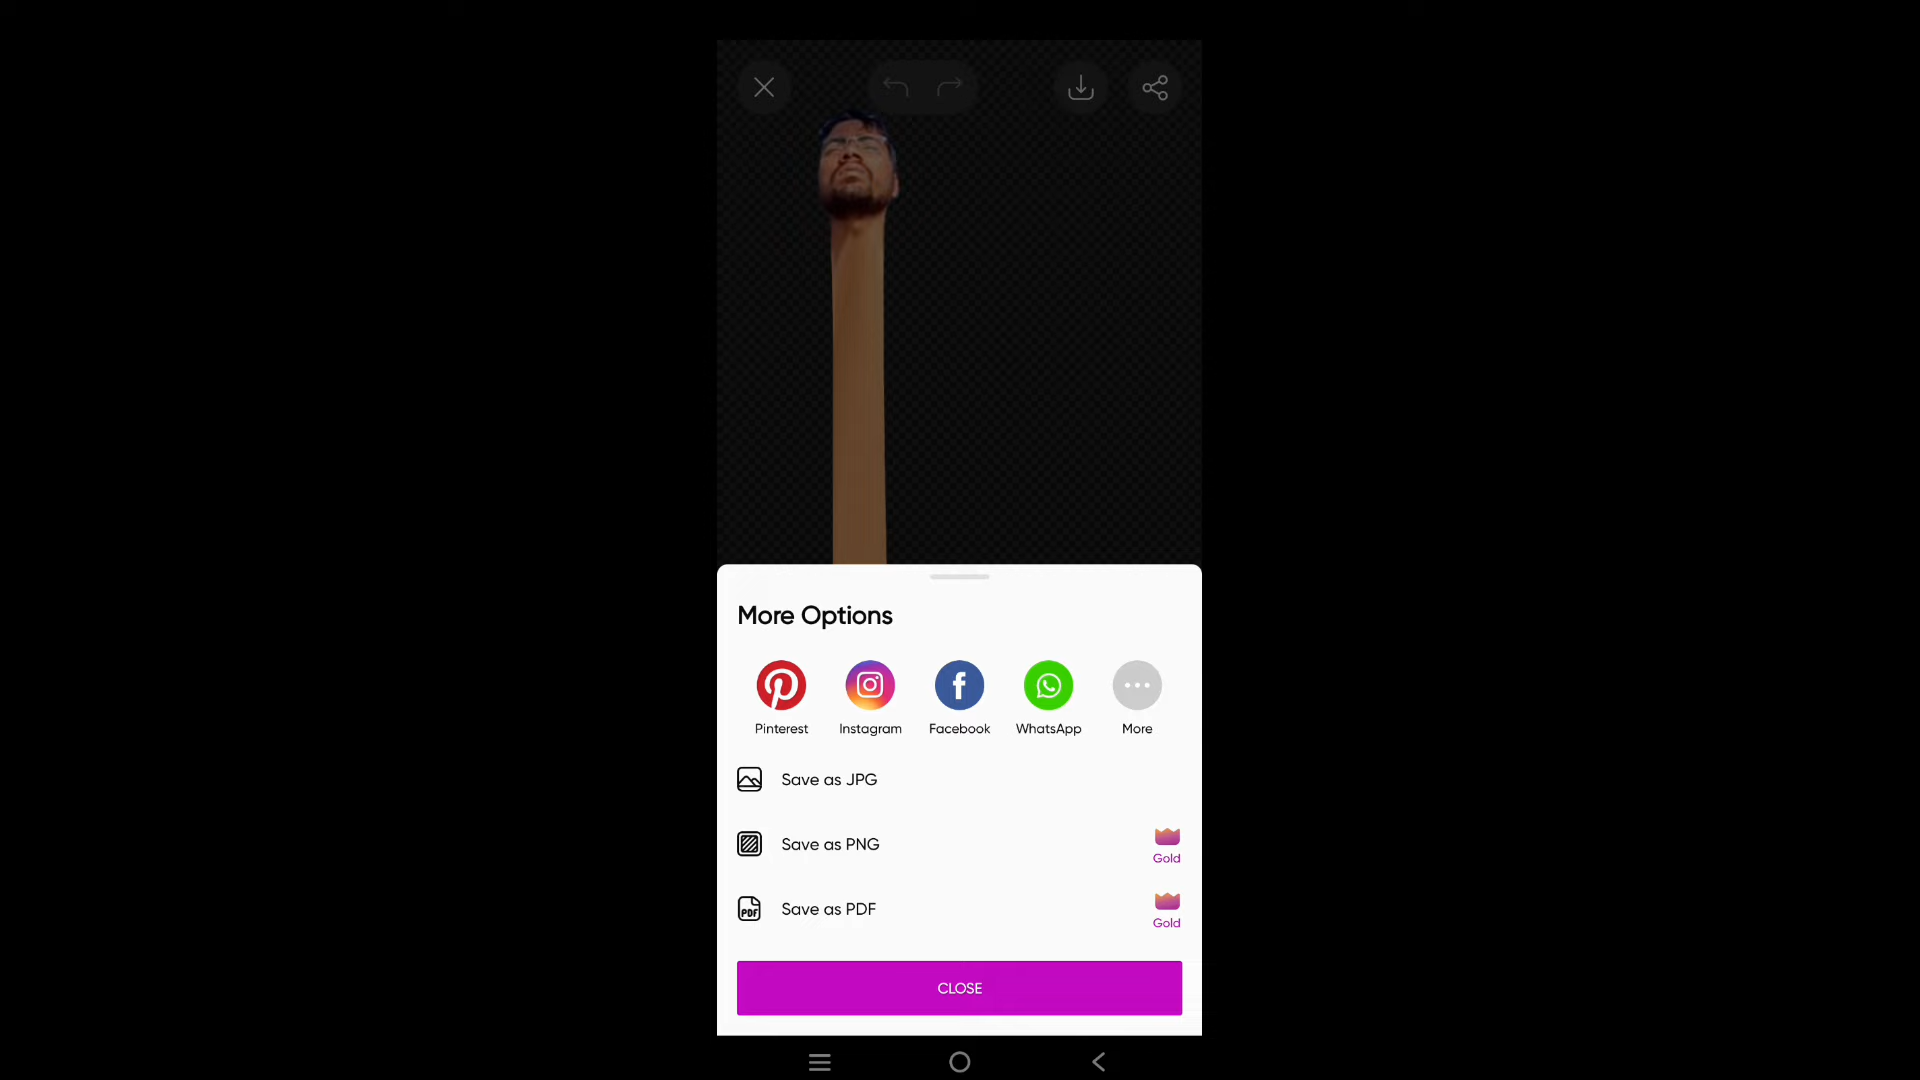 More Options
Pinterest Instagram Facebook WhatsApp More
Save as JPG
Save as PNG
Gold
PDF Save as PDF
Gold
CLOSE